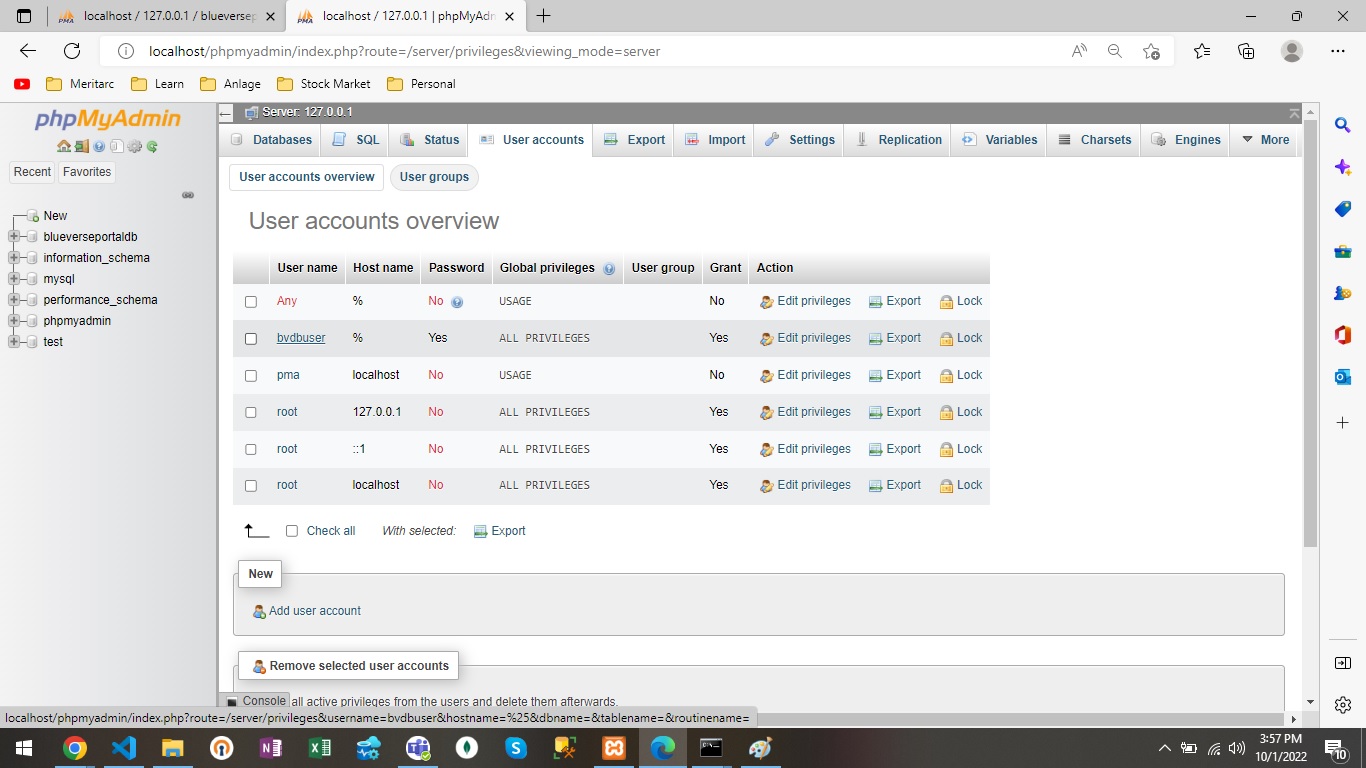 localhost / 127.0.0.1 / bluevers
localhost / 127.0.0.1 | phpMyAdm
localhost/phpmyadmin/index.php?route=/server/privileges&viewing_mode=server
Meritarc Learn Anlage Stock Market Personal
phpMyAdmin
Recent Favorites
New
blueverseportaldb
information_schema
mysql
performance_schema
phpmyadmin
test
Server: 127.0.0.1
Databases SQL Status User accounts Export Import Settings Replication Variables Charsets Engines More
User accounts overview User groups
User accounts overview
User name Host name Password Global privileges User group Grant Action
Any % No USAGE No Edit privileges Export Lock
bvdbuser % Yes ALL PRIVILEGES Yes Edit privileges Export Lock
pma localhost No USAGE No Edit privileges Export Lock
root 127.0.0.1 No ALL PRIVILEGES Yes Edit privileges Export Lock
root ::1 No ALL PRIVILEGES Yes Edit privileges Export Lock
root localhost No ALL PRIVILEGES Yes Edit privileges Export Lock
Check all With selected: Export
New
Add user account
Remove selected user accounts
Console all active privileges from the users and delete them afterwards.
localhost/phpmyadmin/index.php?route=/server/privileges&username=bvdbuser&hostname=%25&dbname=&tablename=&routinename=
3:57 PM
10/1/2022
10